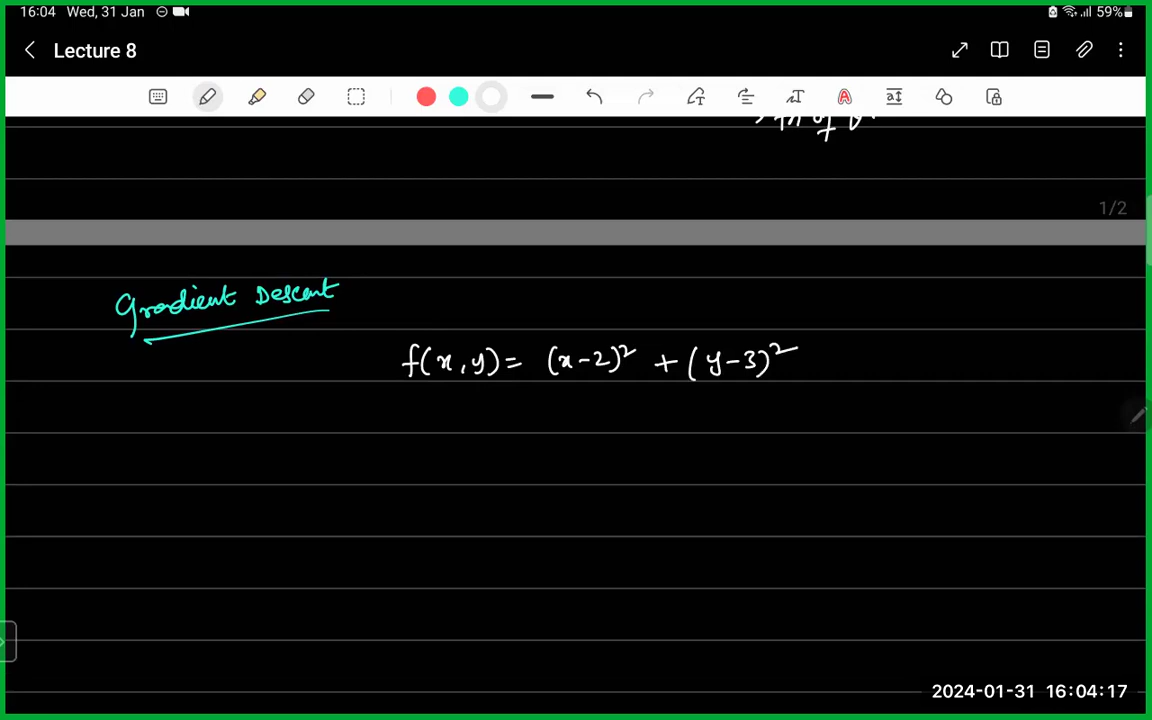 16:04 Wed, 31 Jan 59%
Lecture 8
1/2
Gradient Descent
f(x,y) = (x-2)² + (y-3)²
2024-01-31 16:04:17